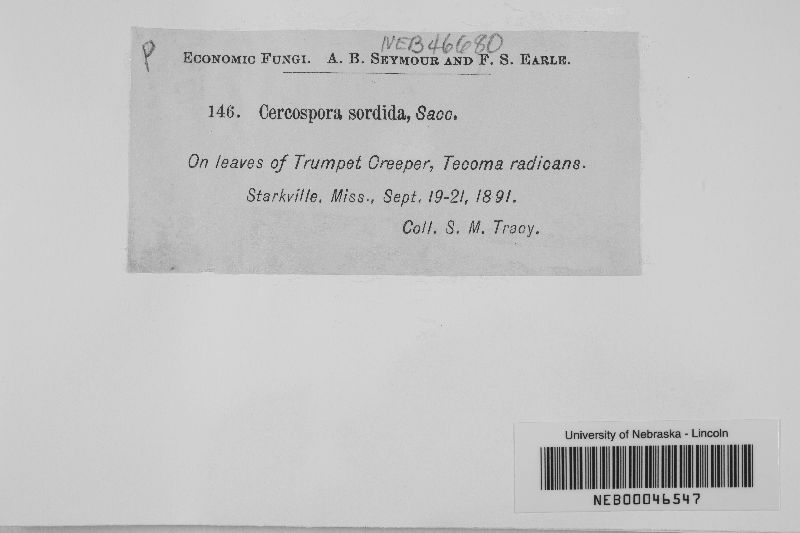 P
NEB46680
ECONOMIC FUNGI. A. B. SEYMOUR AND F. S. EARLE.
146. Cercospora sordida, Sacc.
On leaves of Trumpet Creeper, Tecoma radicans.
Starkville, Miss., Sept. 19-21, 1891.
Coll. S. M. Tracy.
University of Nebraska - Lincoln
NEB00046547